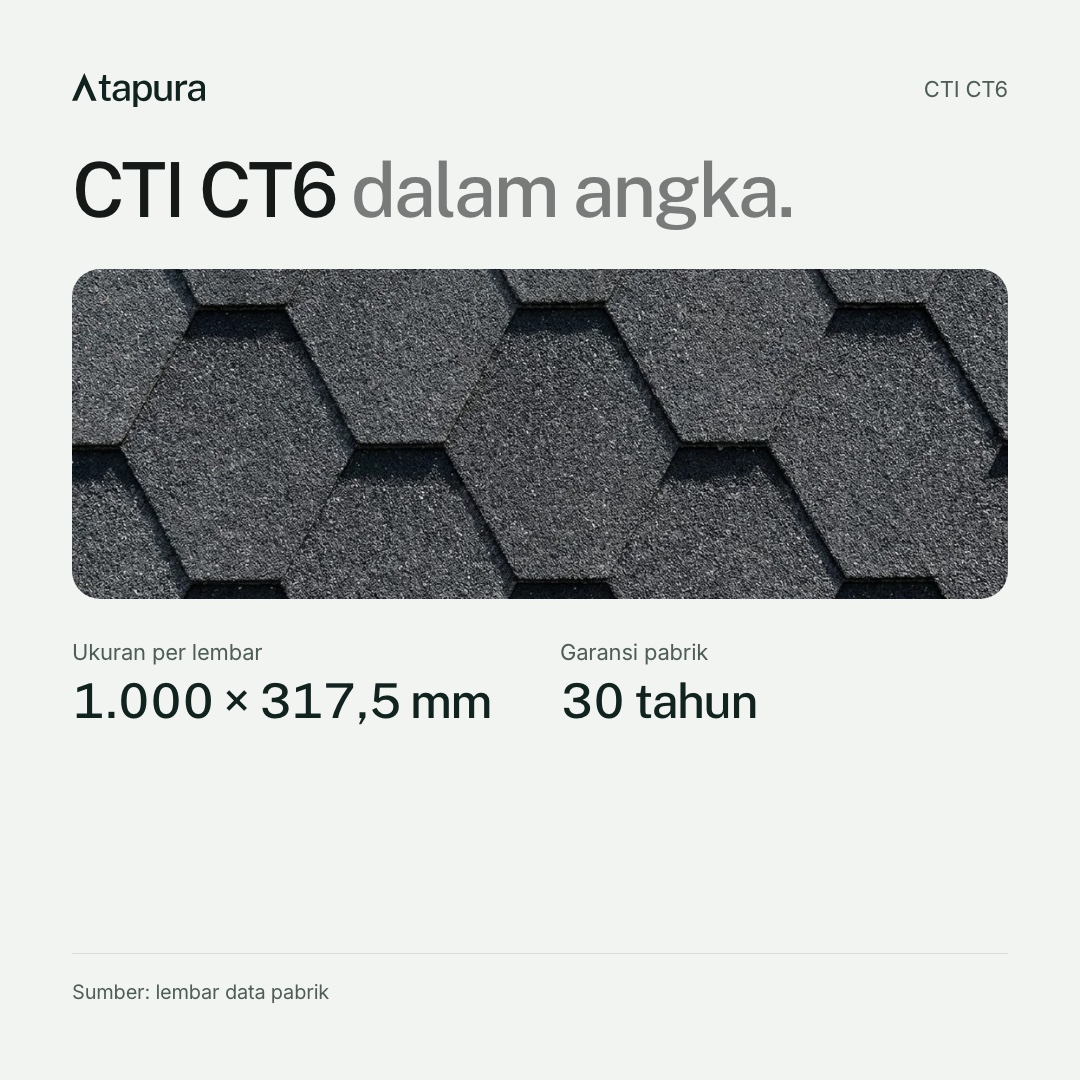 Atapura
CTI CT6
CTI CT6 dalam angka.
Ukuran per lembar
1.000 × 317,5 mm
Garansi pabrik
30 tahun
Sumber: lembar data pabrik